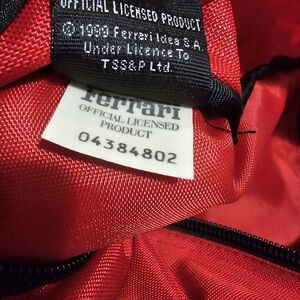 OFFICIAL LICENSED PRODUCT
© 1999 Ferrari Idea S.A.
Under Licence To
TSS&P Ltd.
Ferrari
OFFICIAL LICENSED
PRODUCT
04384802